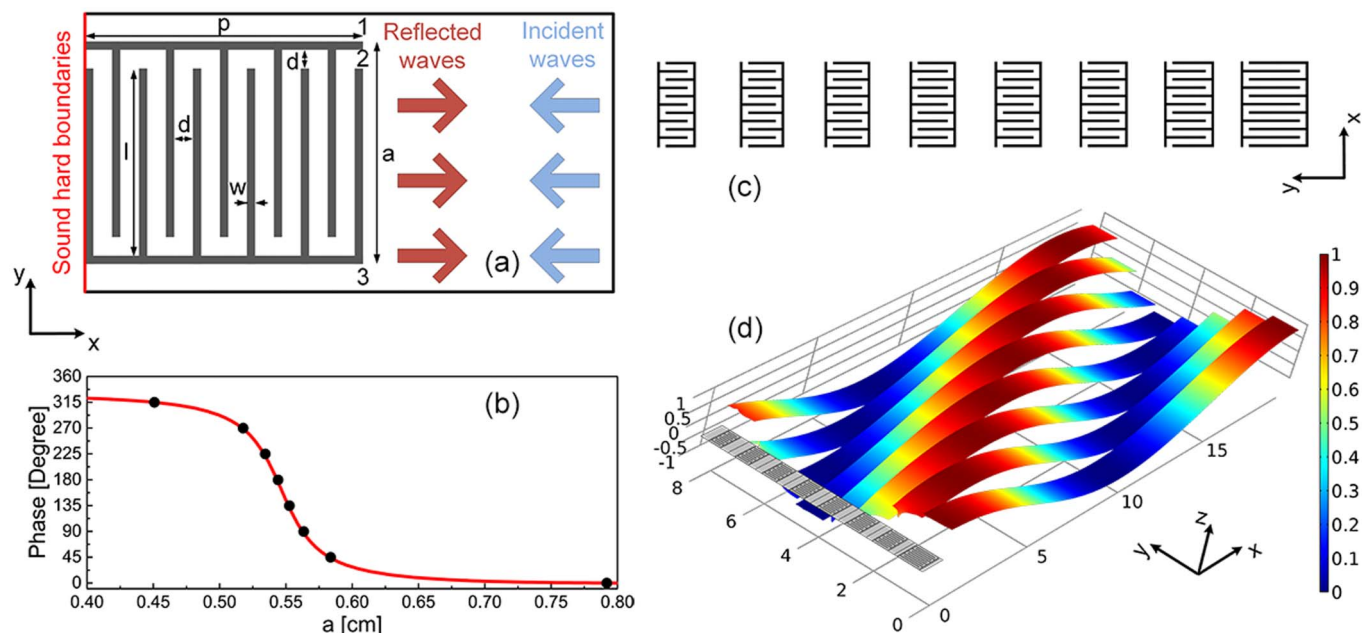 Sound hard boundaries
p
1
2
3
d
d
l
w
a
Reflected
waves
Incident
waves
(a)
y
x
Phase [Degree]
360
315
270
225
180
135
90
45
0
(b)
0.40 0.45 0.50 0.55 0.60 0.65 0.70 0.75 0.80
a [cm]
(c)
x
y
(d)
1
0.5
0
-0.5
-1
8
6
4
2
0
0
5
10
15
y
z
x
1
0.9
0.8
0.7
0.6
0.5
0.4
0.3
0.2
0.1
0